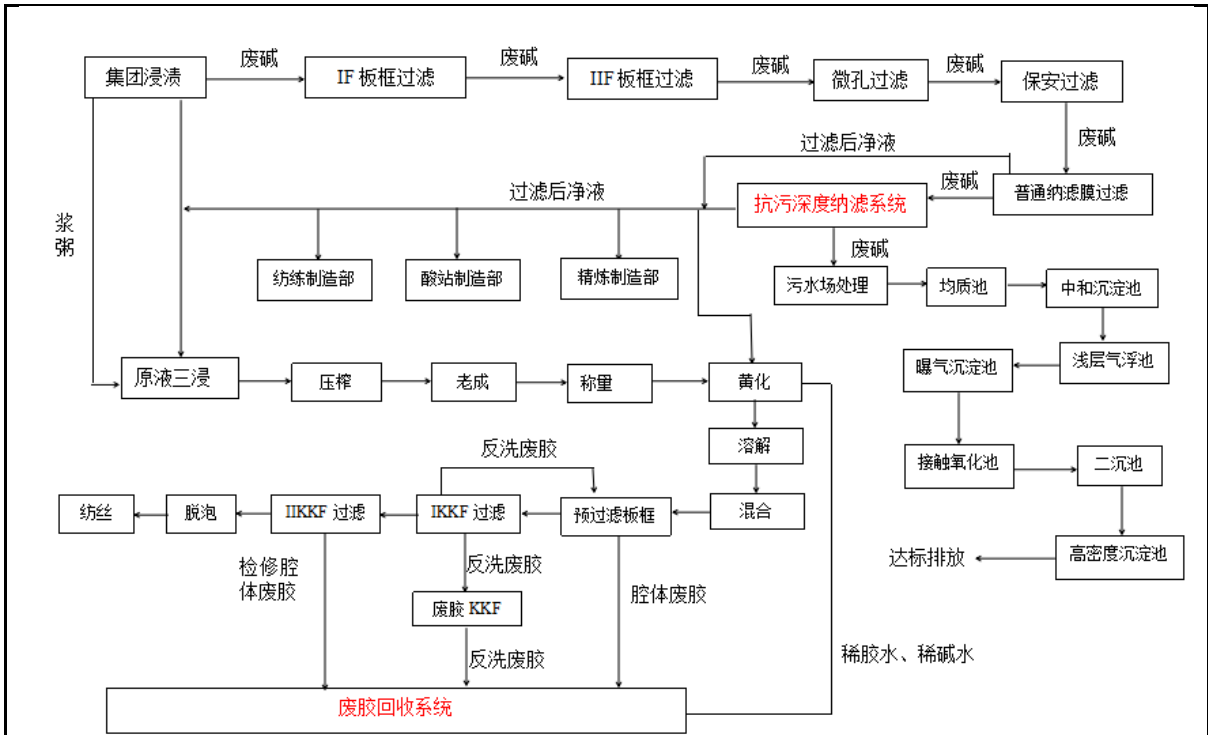 废碱
废碱
废碱
废碱
集团浸渍
IF 板框过滤
IIF 板框过滤
微孔过滤
保安过滤
废碱
过滤后净液
废碱
普通纳滤膜过滤
过滤后净液
抗污深度纳滤系统
浆
粥
废碱
纺练制造部
酸站制造部
精炼制造部
污水场处理
均质池
中和沉淀池
浅层气浮池
曝气沉淀池
原液三浸
压榨
老成
称量
黄化
溶解
反洗废胶
接触氧化池
二沉池
纺丝
脱泡
IIKKF 过滤
IKKF 过滤
预过滤板框
混合
达标排放
高密度沉淀池
检修腔
体废胶
反洗废胶
腔体废胶
废胶 KKF
反洗废胶
稀胶水、稀碱水
废胶回收系统